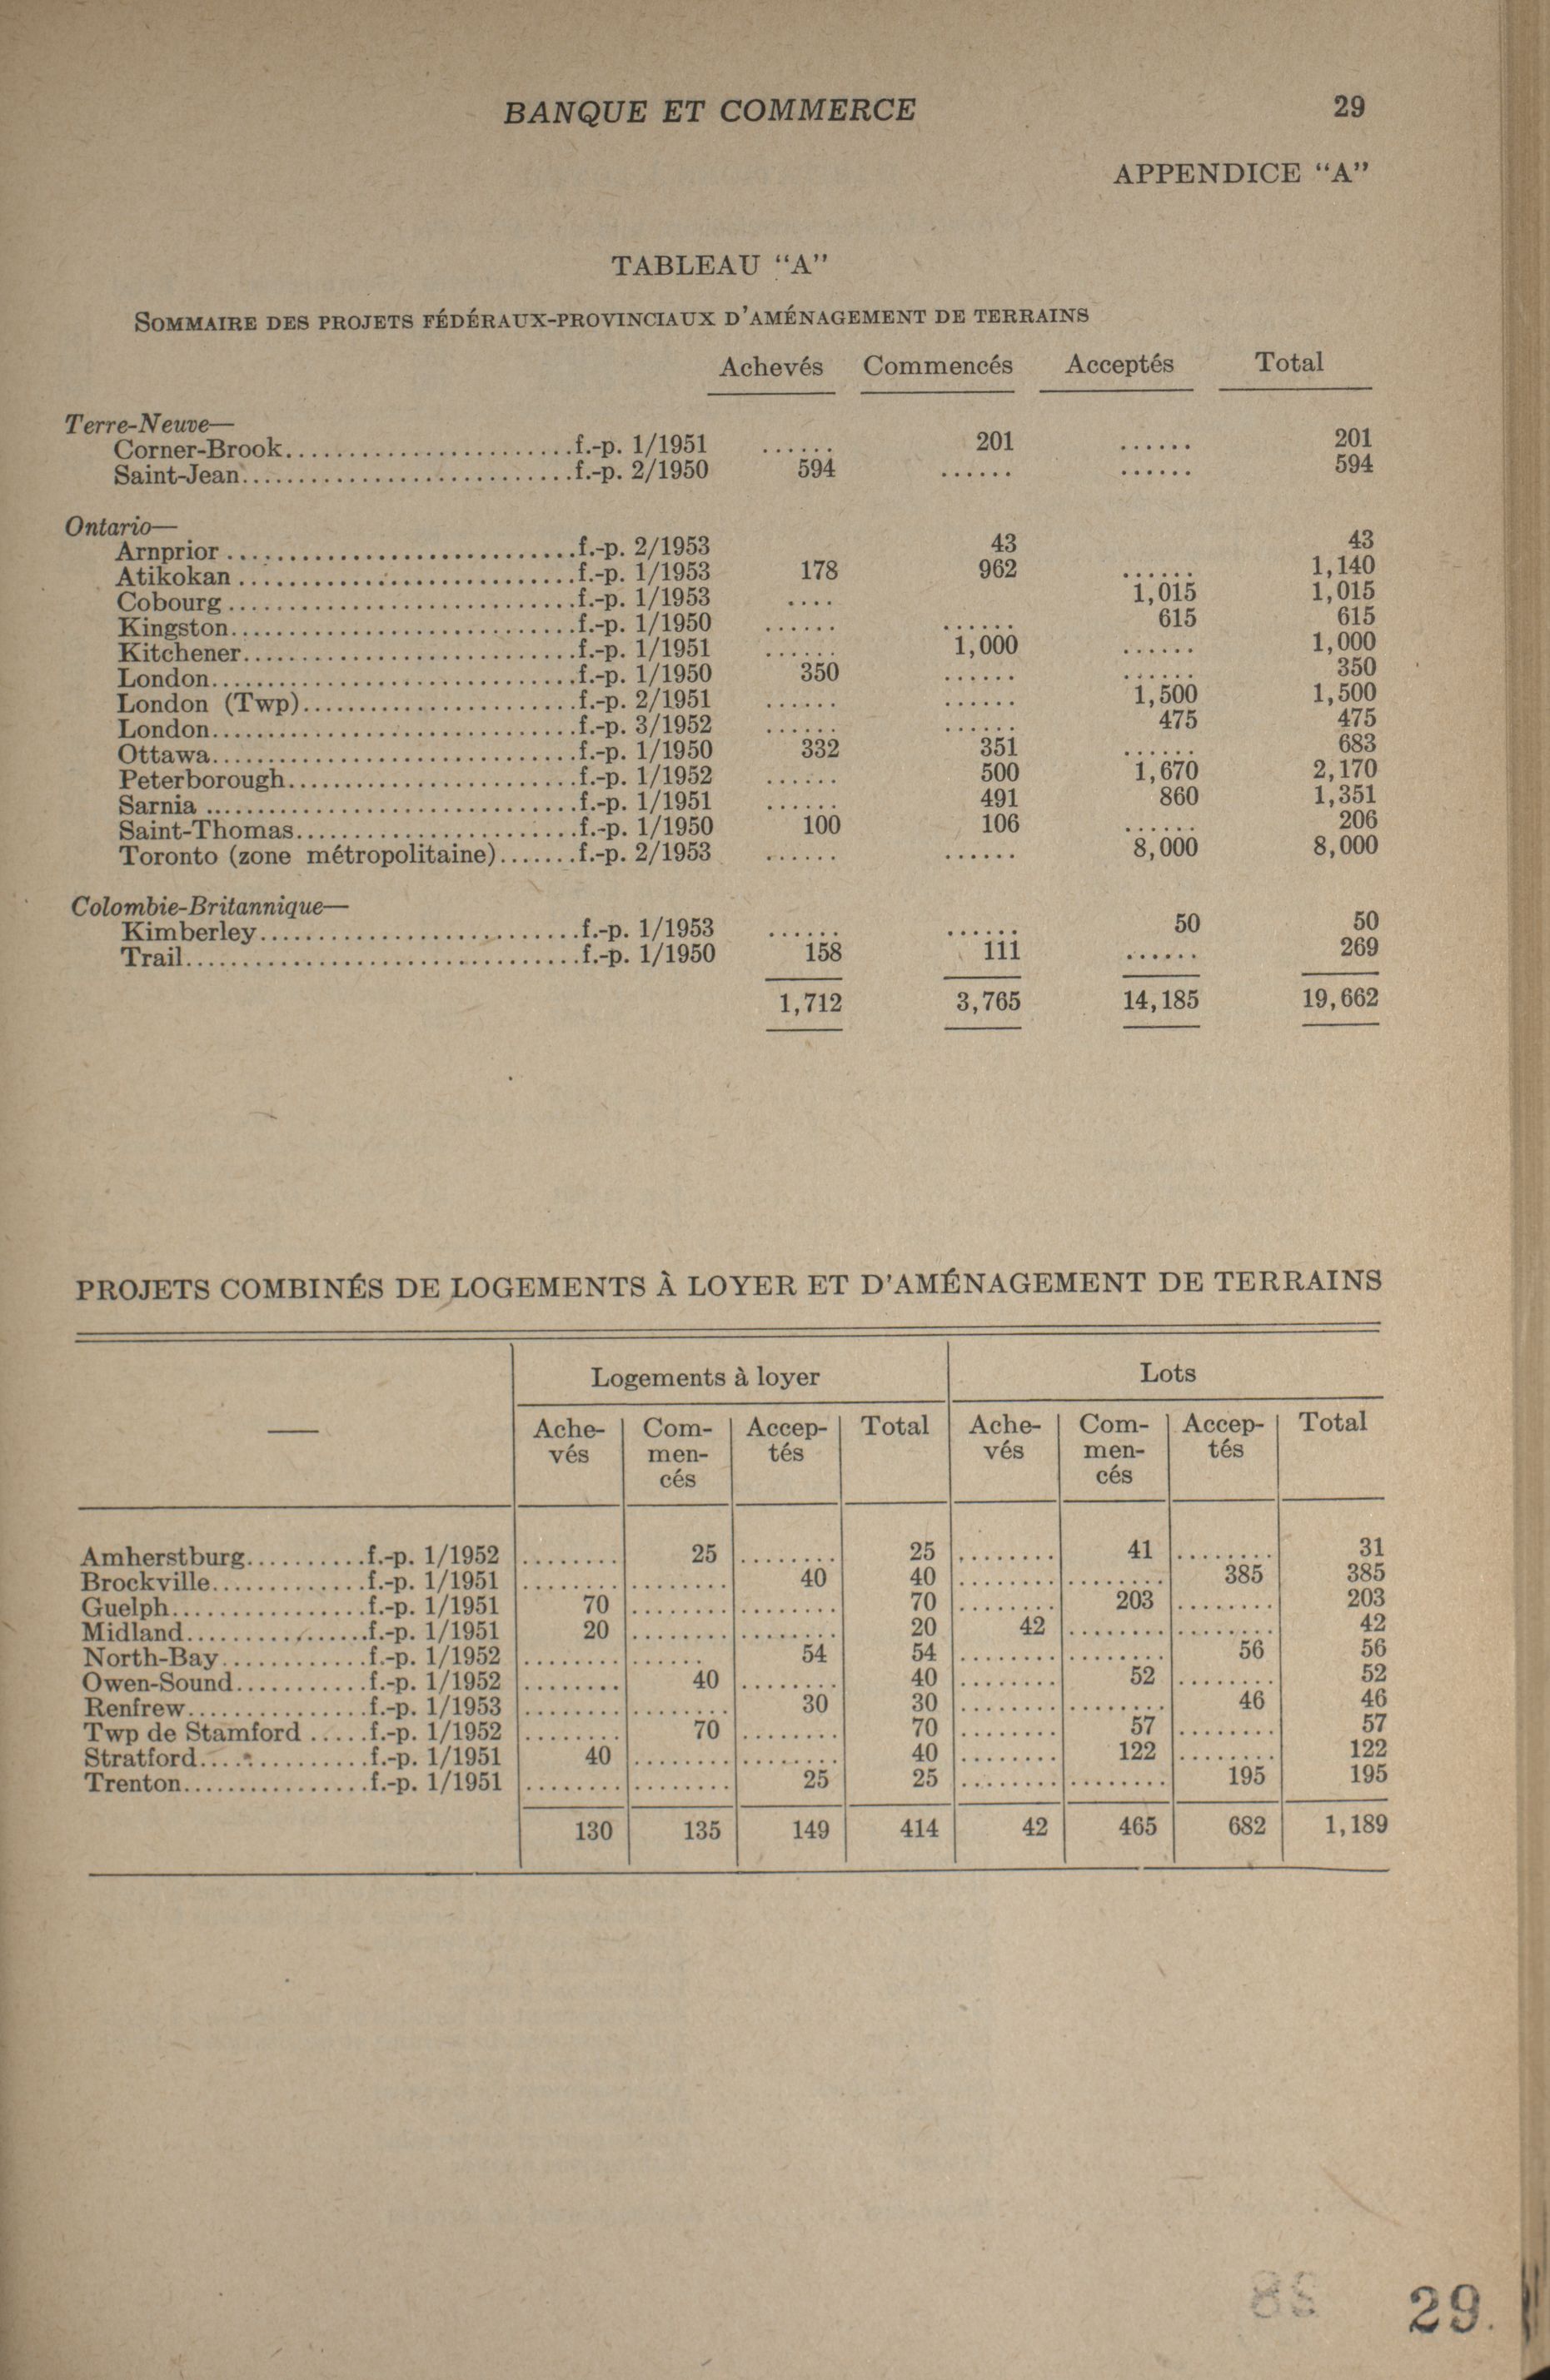 BANQUE ET COMMERCE 29
APPENDICE “A”
TABLEAU “A”
SOMMAIRE DES PROJETS FÉDÉRAUX-PROVINCIAUX D’AMÉNAGEMENT DE TERRAINS
Achevés Commencés Acceptés Total
Terre-Neuve—
Corner-Brook........................f.-p. 1/1951 ...... 201 ...... 201
Saint-Jean...........................f.-p. 2/1950 594 ...... ...... 594
Ontario—
Arnprior.............................f.-p. 2/1953 43 43
Atikokan............................f.-p. 1/1953 178 962 ...... 1,140
Cobourg.............................f.-p. 1/1953 .... 1,015 1,015
Kingston............................f.-p. 1/1950 ...... ...... 615 615
Kitchener...........................f.-p. 1/1951 ...... 1,000 ...... 1,000
London..............................f.-p. 1/1950 350 ...... ...... 350
London (Twp).......................f.-p. 2/1951 ...... ...... 1,500 1,500
London..............................f.-p. 3/1952 ...... ...... 475 475
Ottawa..............................f.-p. 1/1950 332 351 ...... 683
Peterborough........................f.-p. 1/1952 ...... 500 1,670 2,170
Sarnia ..............................f.-p. 1/1951 ...... 491 860 1,351
Saint-Thomas.......................f.-p. 1/1950 100 106 ...... 206
Toronto (zone métropolitaine).......f.-p. 2/1953 ...... ...... 8,000 8,000
Colombie-Britannique—
Kimberley...........................f.-p. 1/1953 ...... ...... 50 50
Trail................................f.-p. 1/1950 158 111 ...... 269
1,712 3,765 14,185 19,662
PROJETS COMBINÉS DE LOGEMENTS À LOYER ET D’AMÉNAGEMENT DE TERRAINS
Logements à loyer Lots
— Ache- Com- Accep- Total Ache- Com- Accep- Total
vés men- tés vés men- tés
cés cés
Amherstburg...........f.-p. 1/1952 ........ 25 ........ 25 ........ 41 ........ 31
Brockville..............f.-p. 1/1951 ........ ........ 40 40 ........ ........ 385 385
Guelph.................f.-p. 1/1951 70 ........ ........ 70 ........ 203 ........ 203
Midland................f.-p. 1/1951 20 ........ ........ 20 42 ........ ........ 42
North-Bay.............f.-p. 1/1952 ........ ...... 54 54 ........ ........ 56 56
Owen-Sound............f.-p. 1/1952 ........ 40 ........ 40 ........ 52 ........ 52
Renfrew................f.-p. 1/1953 ........ ........ 30 30 ........ ........ 46 46
Twp de Stamford ......f.-p. 1/1952 ........ 70 ........ 70 ........ 57 ........ 57
Stratford...............f.-p. 1/1951 40 ........ ........ 40 ........ 122 ........ 122
Trenton................f.-p. 1/1951 ........ ........ 25 25 ........ ........ 195 195
130 135 149 414 42 465 682 1,189
29.